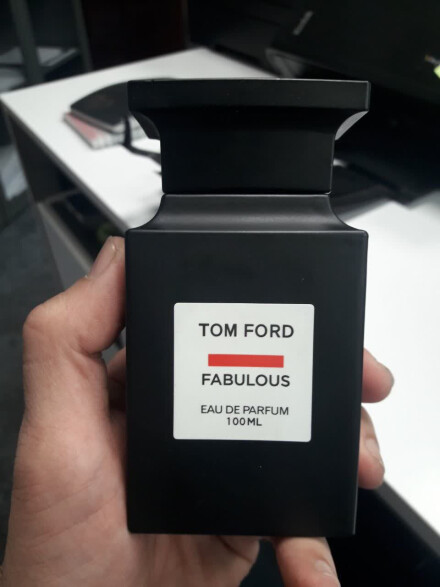 TOM FORD
FABULOUS
EAU DE PARFUM
100ML